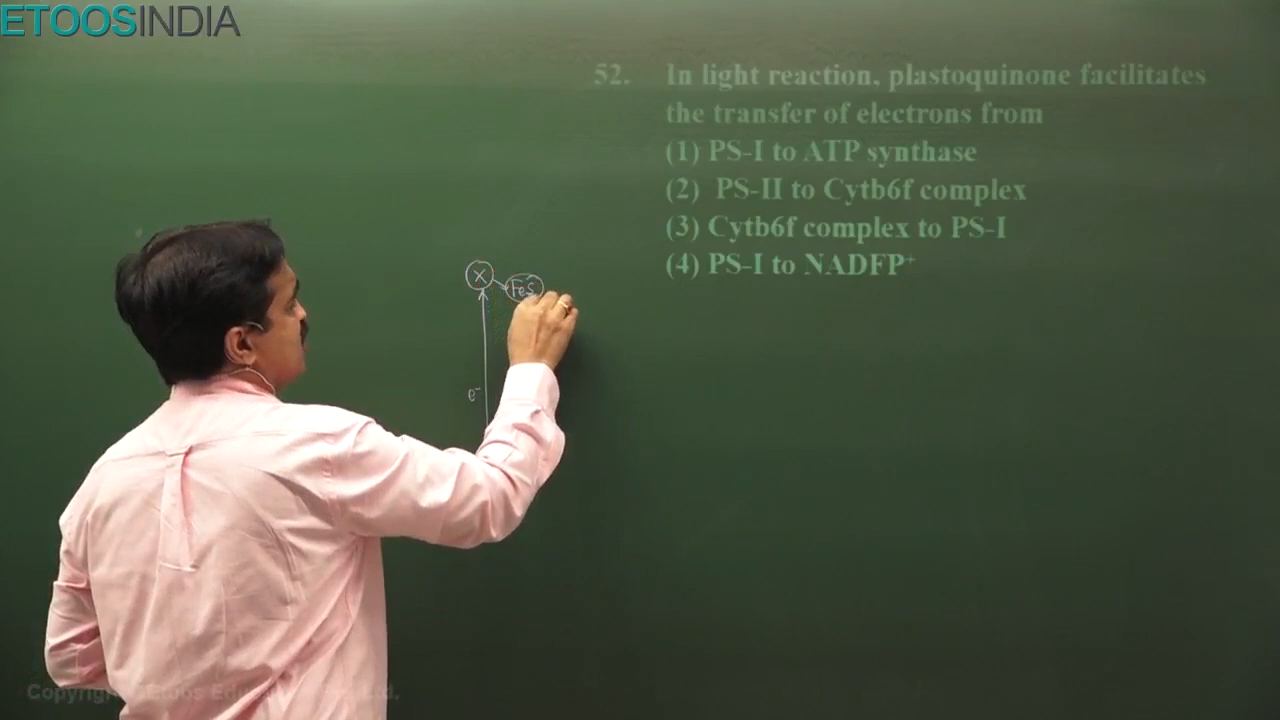 ETOOSINDIA
52. In light reaction, plastoquinone facilitates
the transfer of electrons from
(1) PS-I to ATP synthase
(2) PS-II to Cytb6f complex
(3) Cytb6f complex to PS-I
(4) PS-I to NADFP⁺
X
FeS
e⁻